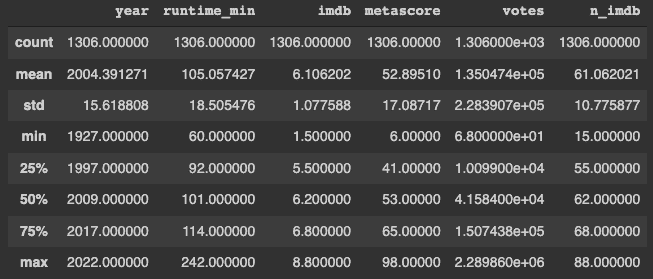 year runtime_min imdb metascore votes n_imdb
count 1306.000000 1306.000000 1306.000000 1306.00000 1.306000e+03 1306.000000
mean 2004.391271 105.057427 6.106202 52.89510 1.350474e+05 61.062021
std 15.618808 18.505476 1.077588 17.08717 2.283907e+05 10.775877
min 1927.000000 60.000000 1.500000 6.00000 6.800000e+01 15.000000
25% 1997.000000 92.000000 5.500000 41.00000 1.009900e+04 55.000000
50% 2009.000000 101.000000 6.200000 53.00000 4.158400e+04 62.000000
75% 2017.000000 114.000000 6.800000 65.00000 1.507438e+05 68.000000
max 2022.000000 242.000000 8.800000 98.00000 2.289860e+06 88.000000